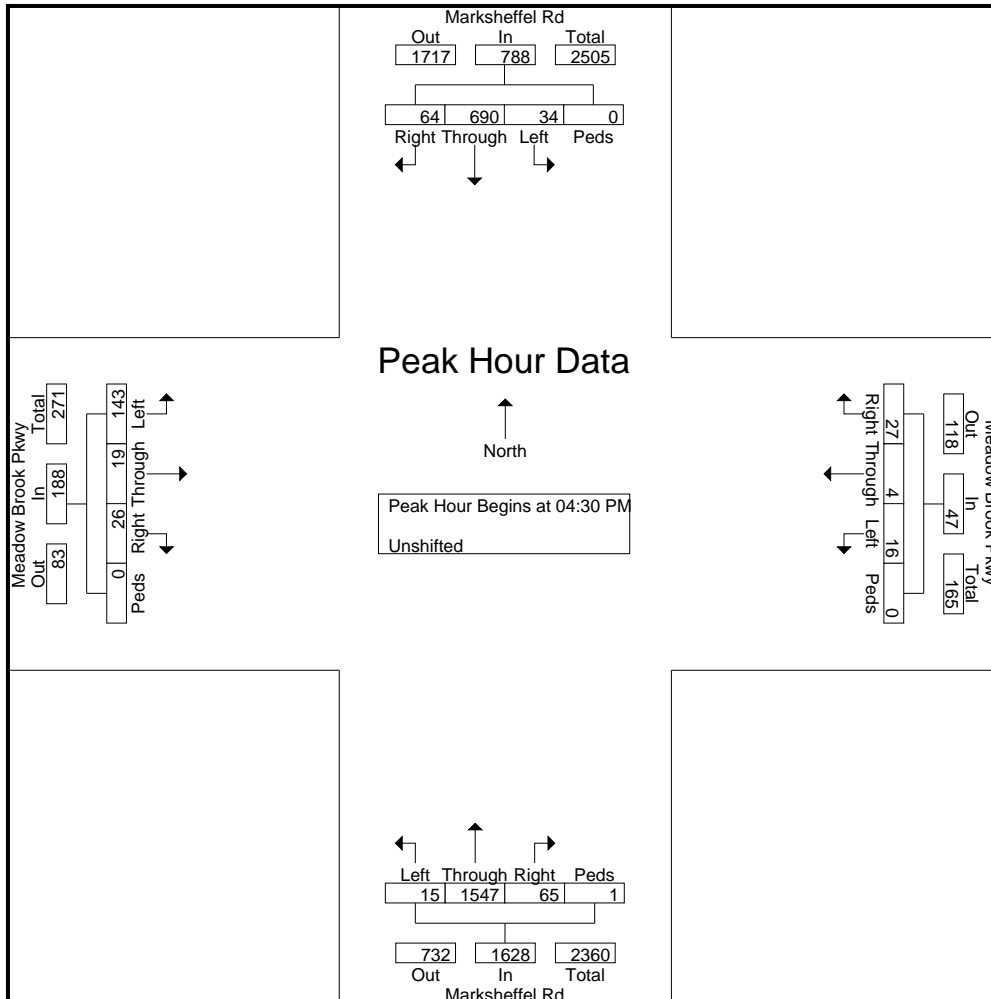 Marksheffel Rd
Out In Total
1717 788 2505
64 690 34 0
Right Through Left Peds
Peak Hour Data
North
Peak Hour Begins at 04:30 PM
Unshifted
Meadow Brook Pkwy
Total In Out
271 188 83
143 19 26 0
Left Through Right Peds
Meadow Brook Pkwy
Out In Total
118 47 165
27 4 16 0
Right Through Left Peds
Left Through Right Peds
15 1547 65 1
732 1628 2360
Out In Total
Marksheffel Rd